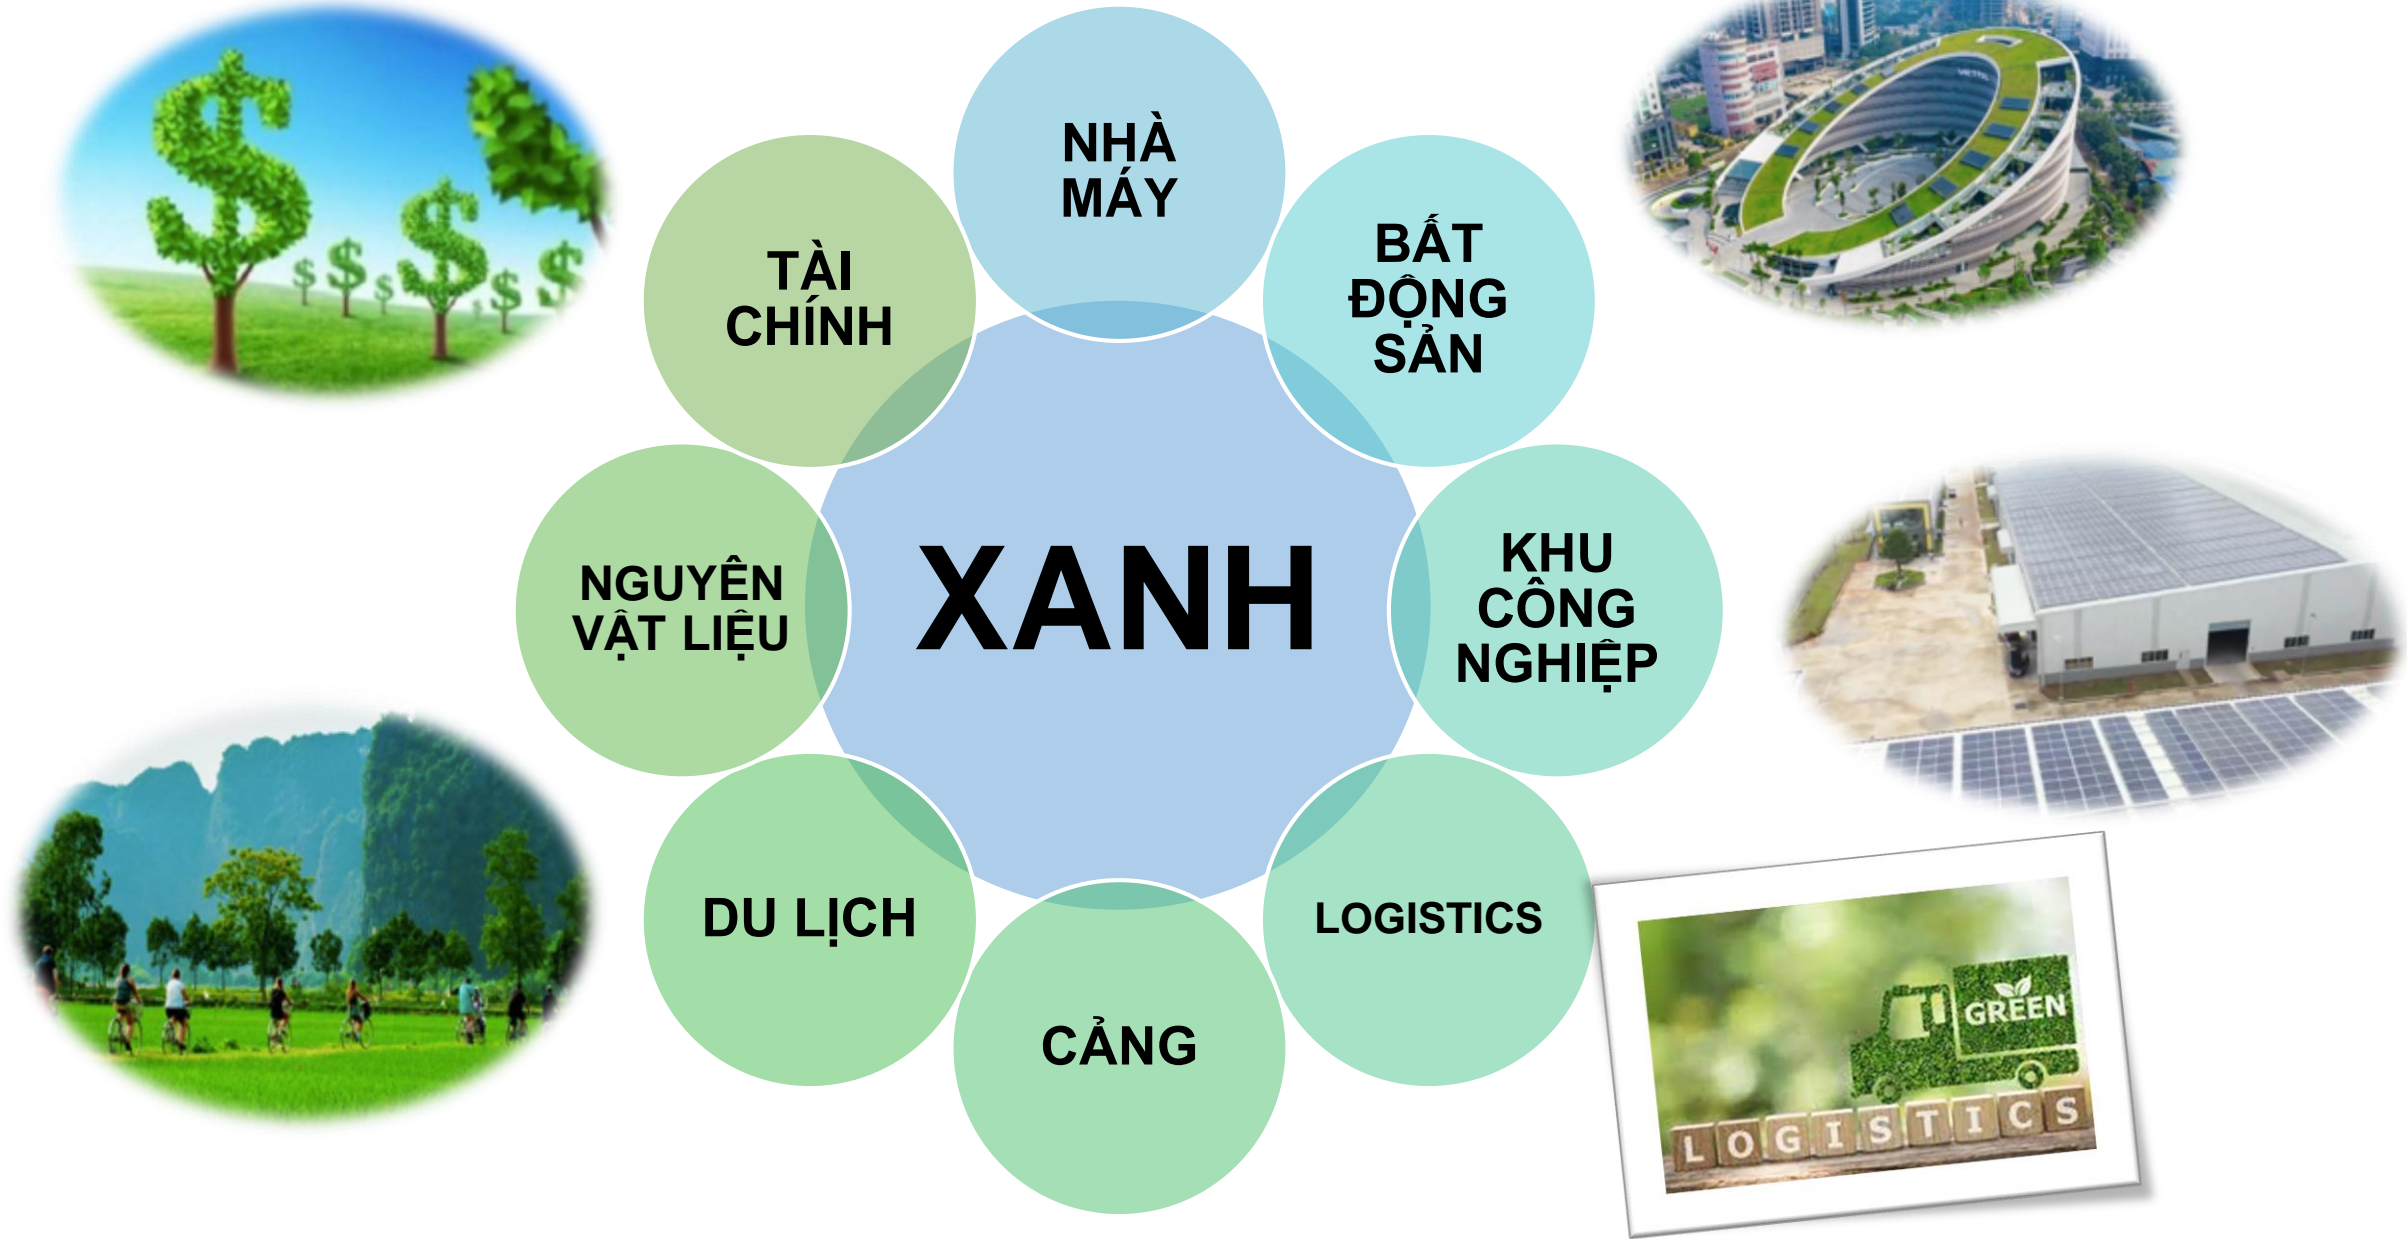 NHÀ
MÁY
BẤT
ĐỘNG
SẢN
KHU
CÔNG
NGHIỆP
LOGISTICS
CẢNG
DU LỊCH
NGUYÊN
VẬT LIỆU
TÀI
CHÍNH
XANH
VIETTEL
GREEN
LOGISTICS